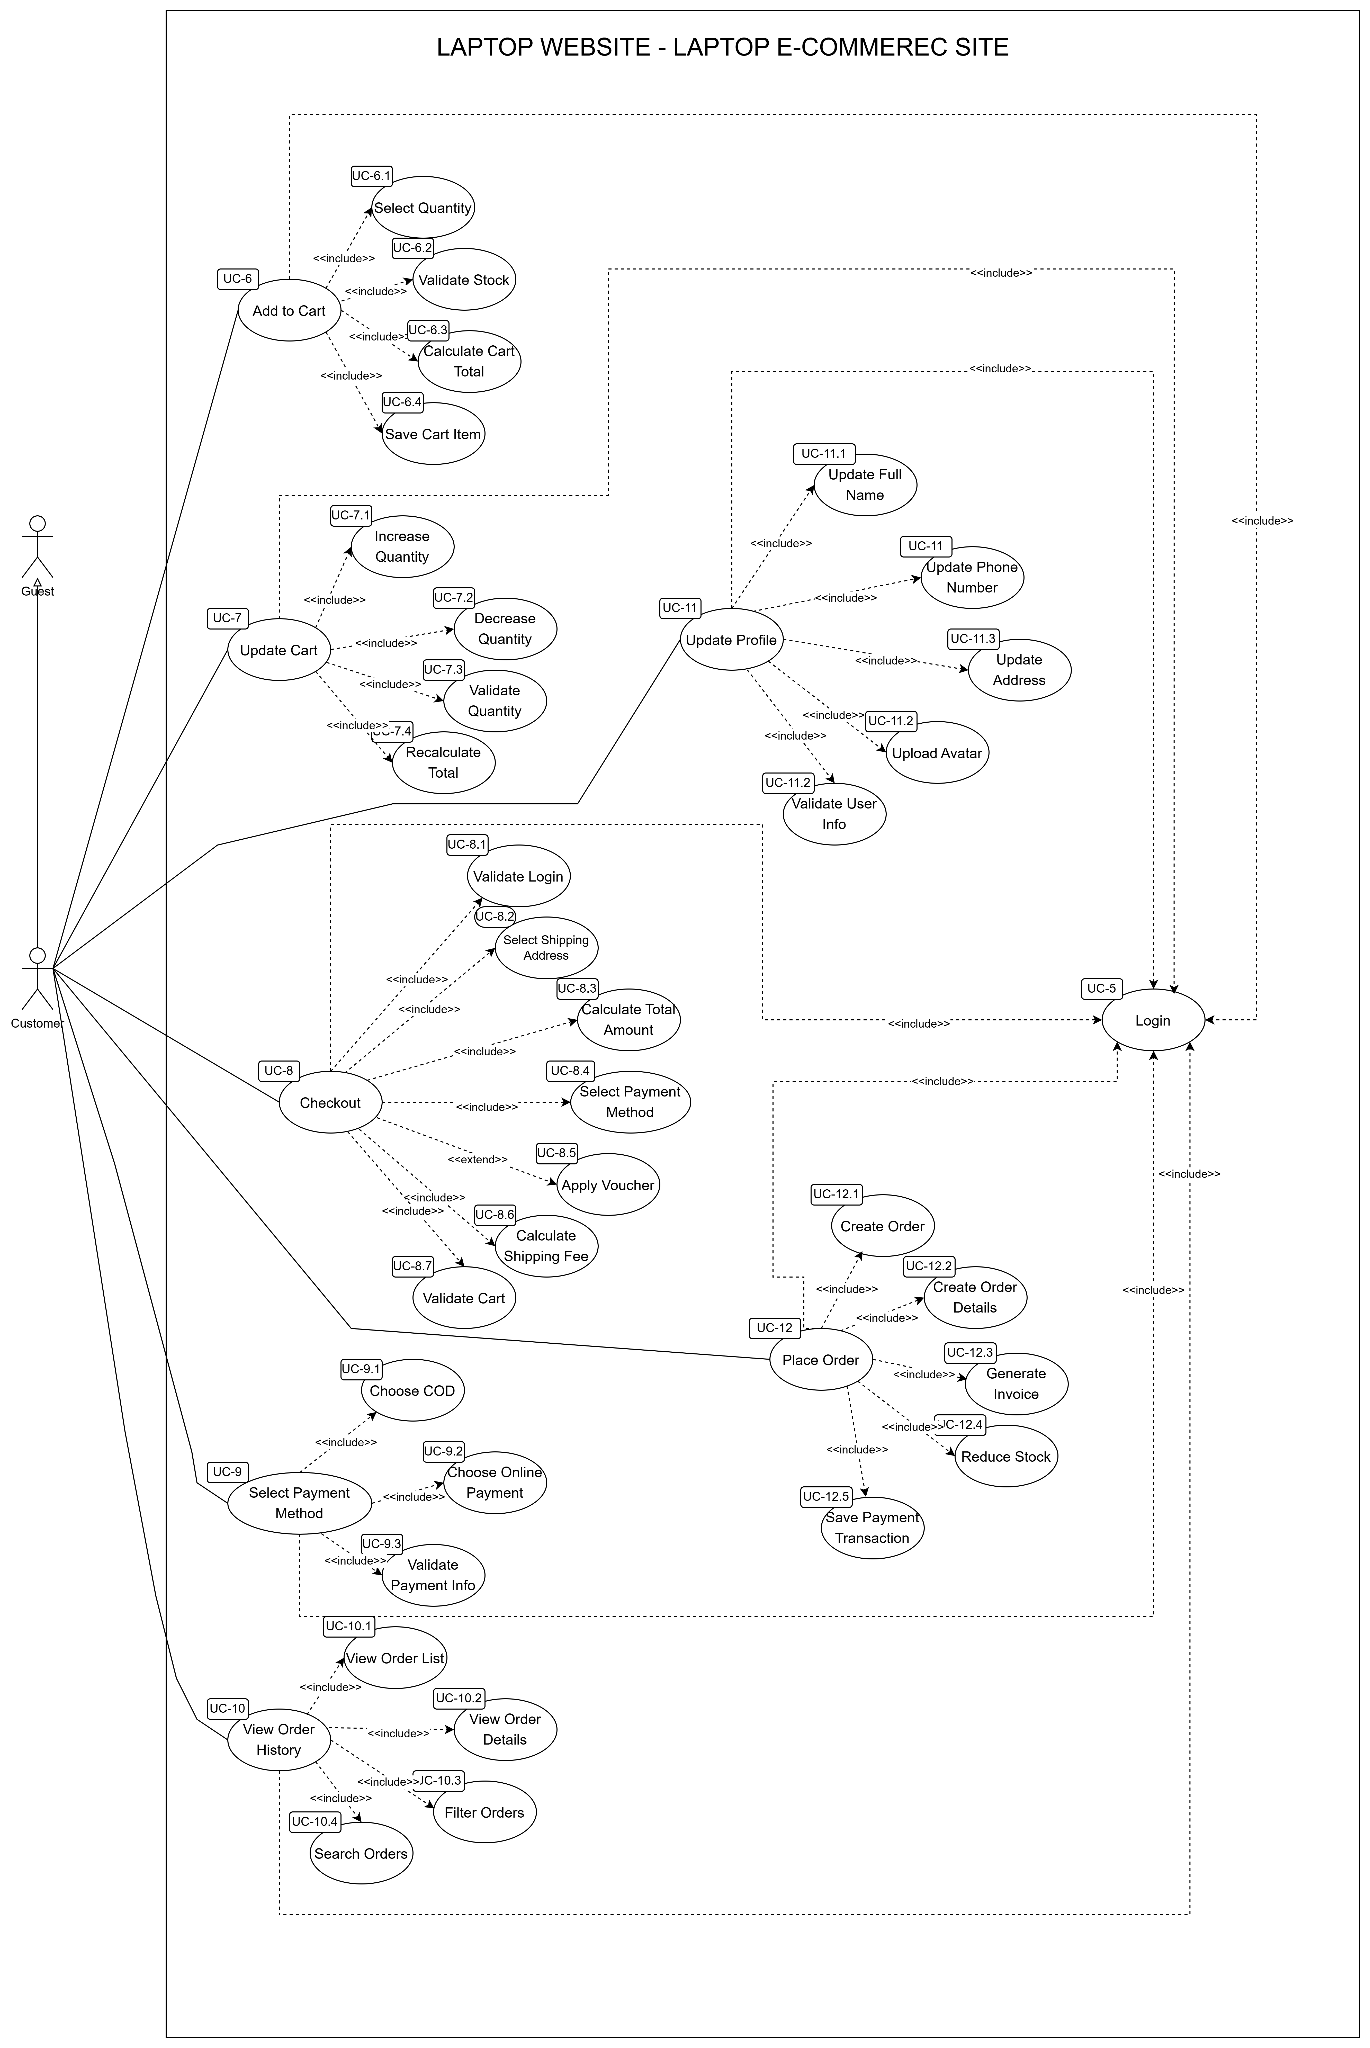 LAPTOP WEBSITE - LAPTOP E-COMMEREC SITE
UC-6.1
Select Quantity
<<include>>
UC-6.2
Validate Stock
<<include>>
UC-6
Add to Cart
<<include>>
UC-6.3
Calculate Cart
Total
<<include>>
UC-6.4
Save Cart Item
<<include>>
<<include>>
<<include>>
UC-7.1
Increase
Quantity
<<include>>
UC-7
Update Cart
UC-7.2
Decrease
Quantity
<<include>>
UC-7.3
Validate
Quantity
<<include>>
<<include>>
-7.4
Recalculate
Total
Guest
Customer
UC-11.1
Update Full
Name
<<include>>
UC-11
Update Phone
Number
<<include>>
UC-11
Update Profile
UC-11.3
Update
Address
<<include>>
<<include>>
UC-11.2
Upload Avatar
<<include>>
UC-11.2
Validate User
Info
UC-8.1
Validate Login
UC-8.2
Select Shipping
Address
<<include>>
<<include>>
UC-8.3
Calculate Total
Amount
<<include>>
UC-8
Checkout
UC-8.4
Select Payment
Method
<<include>>
<<extend>>
UC-8.5
Apply Voucher
<<include>>
<<include>>
UC-8.6
Calculate
Shipping Fee
UC-8.7
Validate Cart
UC-5
Login
<<include>>
<<include>>
<<include>>
<<include>>
<<include>>
UC-12.1
Create Order
<<include>>
UC-12.2
Create Order
Details
<<include>>
UC-12
Place Order
UC-12.3
Generate
Invoice
<<include>>
<<include>>
UC-12.4
Reduce Stock
<<include>>
UC-12.5
Save Payment
Transaction
UC-9.1
Choose COD
<<include>>
UC-9
Select Payment
Method
UC-9.2
Choose Online
Payment
<<include>>
UC-9.3
<<include>>
Validate
Payment Info
UC-10.1
View Order List
<<include>>
UC-10
View Order
History
UC-10.2
View Order
Details
<<include>>
<<include>>
UC-10.3
Filter Orders
<<include>>
UC-10.4
Search Orders